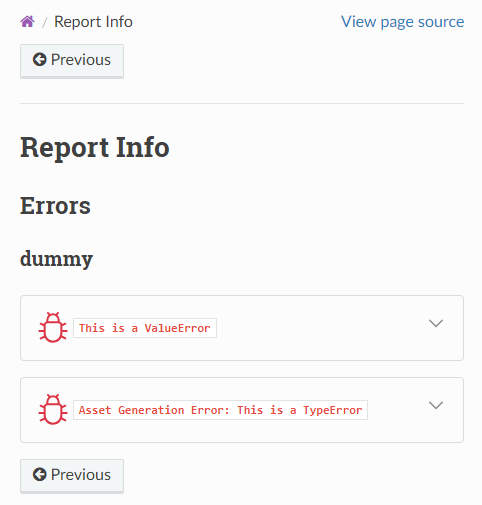 / Report Info View page source
Previous
Report Info
Errors
dummy
This is a ValueError
Asset Generation Error: This is a TypeError
Previous